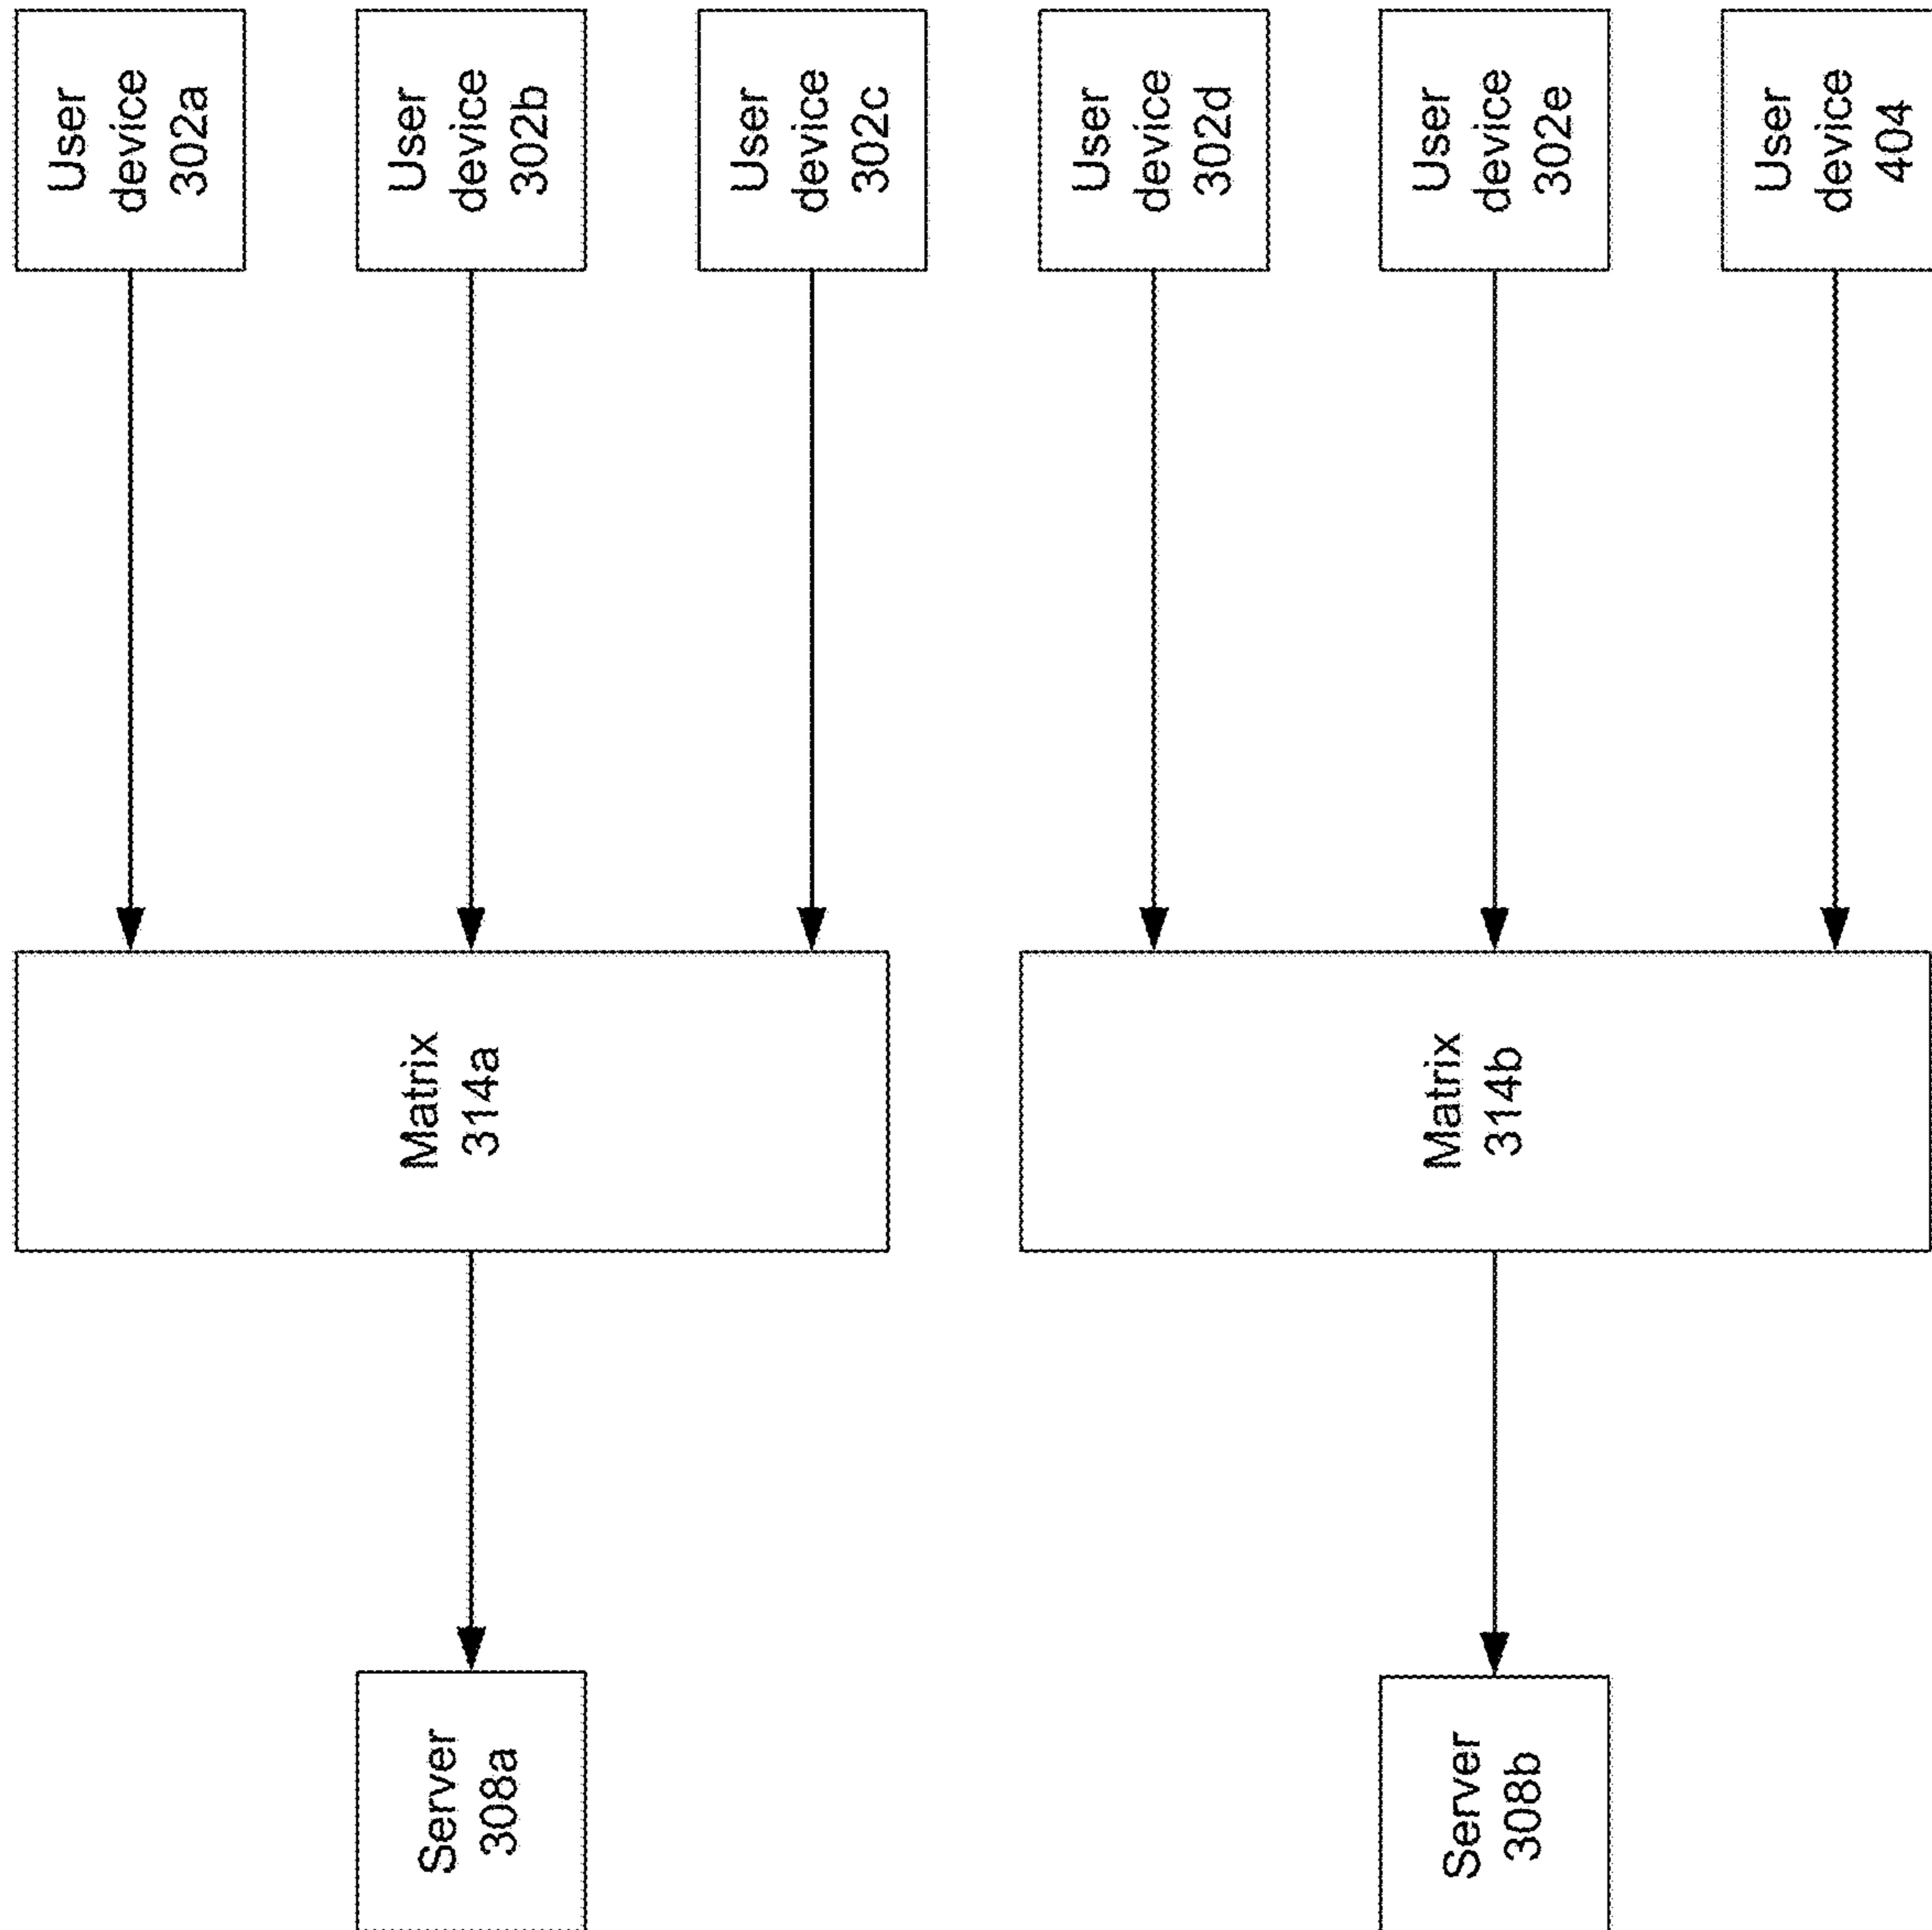 User
device
302a
User
device
302b
User
device
302c
User
device
302d
User
device
302e
User
device
404
Matrix
314a
Matrix
314b
Server
308a
Server
308b